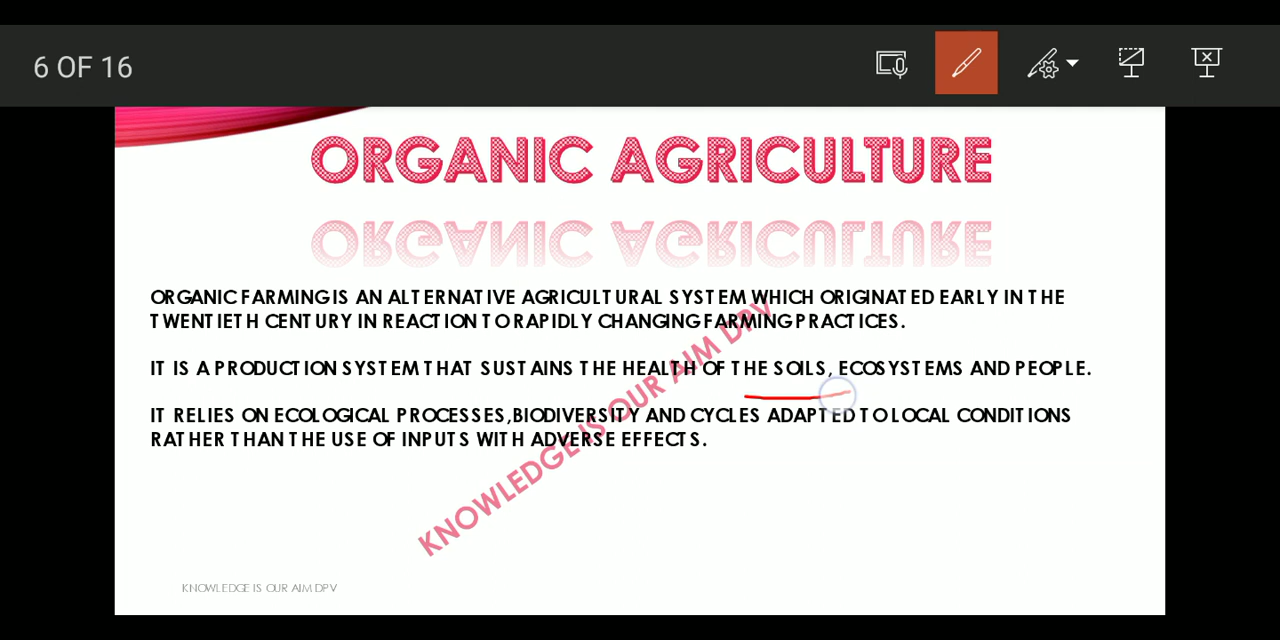 6 OF 16
ORGANIC AGRICULTURE
ORGANIC FARMING IS AN ALTERNATIVE AGRICULTURAL SYSTEM WHICH ORIGINATED EARLY IN THE
TWENTIETH CENTURY IN REACTION TO RAPIDLY CHANGING FARMING PRACTICES.
IT IS A PRODUCTION SYSTEM THAT SUSTAINS THE HEALTH OF THE SOILS, ECOSYSTEMS AND PEOPLE.
IT RELIES ON ECOLOGICAL PROCESSES,BIODIVERSITY AND CYCLES ADAPTED TO LOCAL CONDITIONS
RATHER THAN THE USE OF INPUTS WITH ADVERSE EFFECTS.
KNOWLEDGE IS OUR AIM DPV
KNOWLEDGE IS OUR AIM DPV